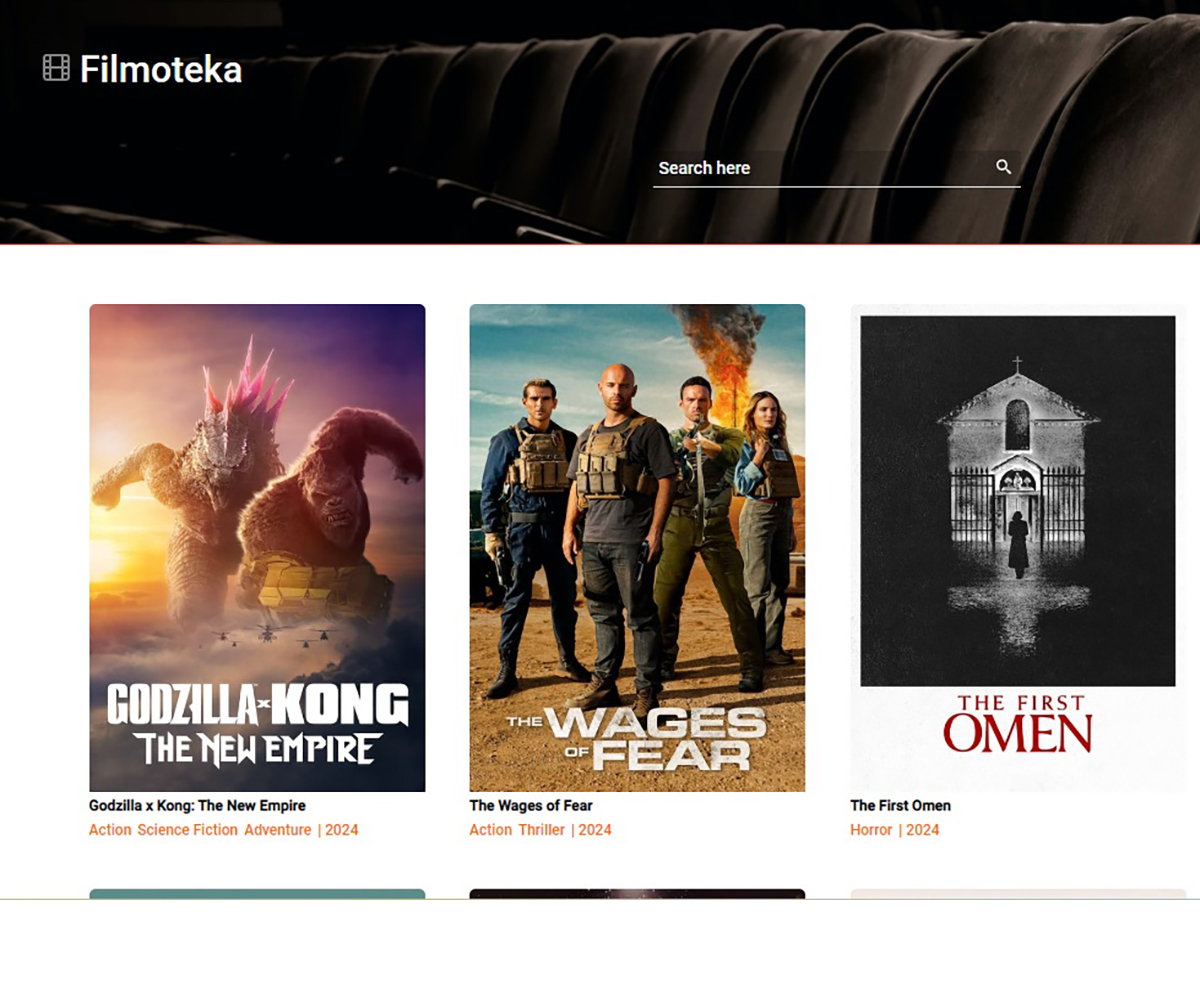 Filmoteka
Search here
GODZILLA x KONG
THE NEW EMPIRE
THE WAGES
OF FEAR
THE FIRST
OMEN
Godzilla x Kong: The New Empire
Action Science Fiction Adventure | 2024
The Wages of Fear
Action Thriller | 2024
The First Omen
Horror | 2024